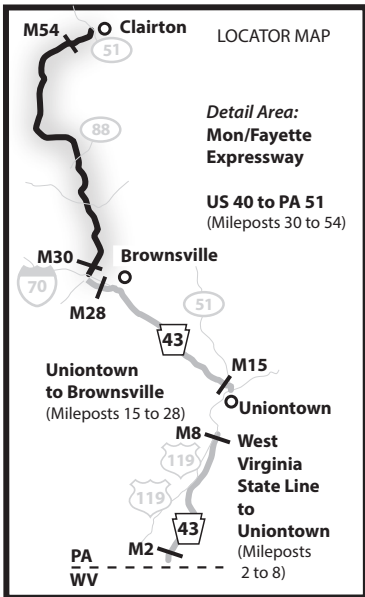 LOCATOR MAP
M54
Clairton
51
Detail Area:
Mon/Fayette
Expressway
88
US 40 to PA 51
(Mileposts 30 to 54)
M30
Brownsville
70
M28
51
43
M15
Uniontown
to Brownsville
(Mileposts 15 to 28)
Uniontown
M8
West
Virginia
State Line
to
Uniontown
(Mileposts
2 to 8)
119
119
43
M2
PA
WV